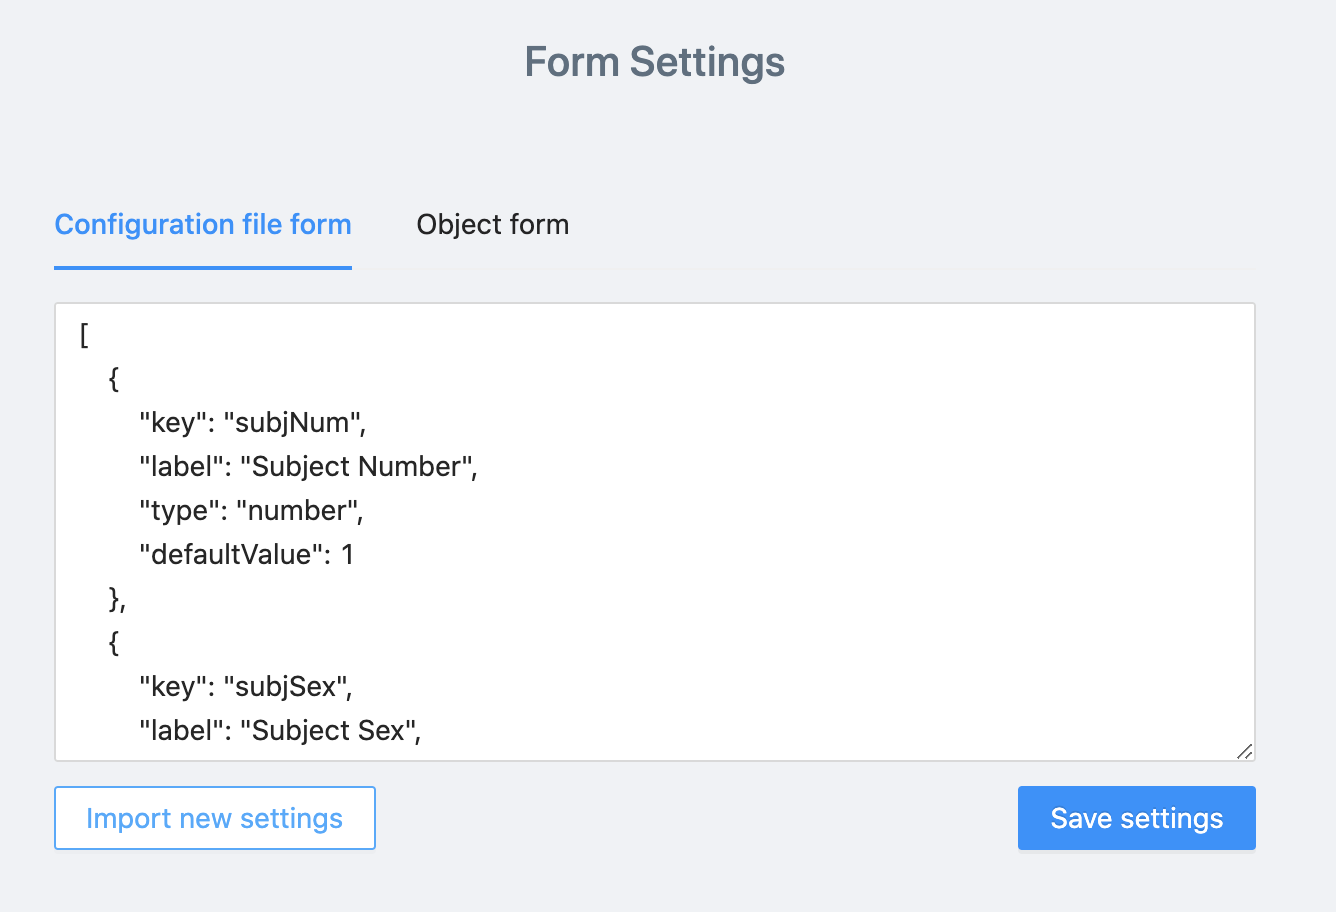 Form Settings
Configuration file form
Object form
[
{
"key": "subjNum",
"label": "Subject Number",
"type": "number",
"defaultValue": 1
},
{
"key": "subjSex",
"label": "Subject Sex",
Import new settings
Save settings